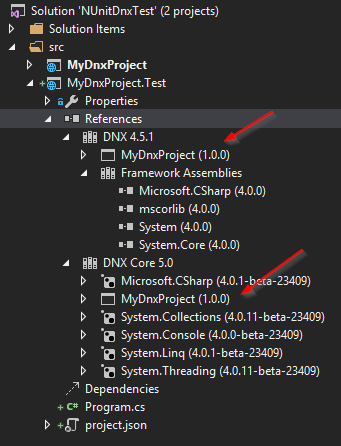 Solution 'NUnitDnxTest' (2 projects)
Solution Items
src
MyDnxProject
MyDnxProject.Test
Properties
References
DNX 4.5.1
MyDnxProject (1.0.0)
Framework Assemblies
Microsoft.CSharp (4.0.0)
mscorlib (4.0.0)
System (4.0.0)
System.Core (4.0.0)
DNX Core 5.0
Microsoft.CSharp (4.0.1-beta-23409)
MyDnxProject (1.0.0)
System.Collections (4.0.11-beta-23409)
System.Console (4.0.0-beta-23409)
System.Linq (4.0.1-beta-23409)
System.Threading (4.0.11-beta-23409)
Dependencies
C# Program.cs
project.json